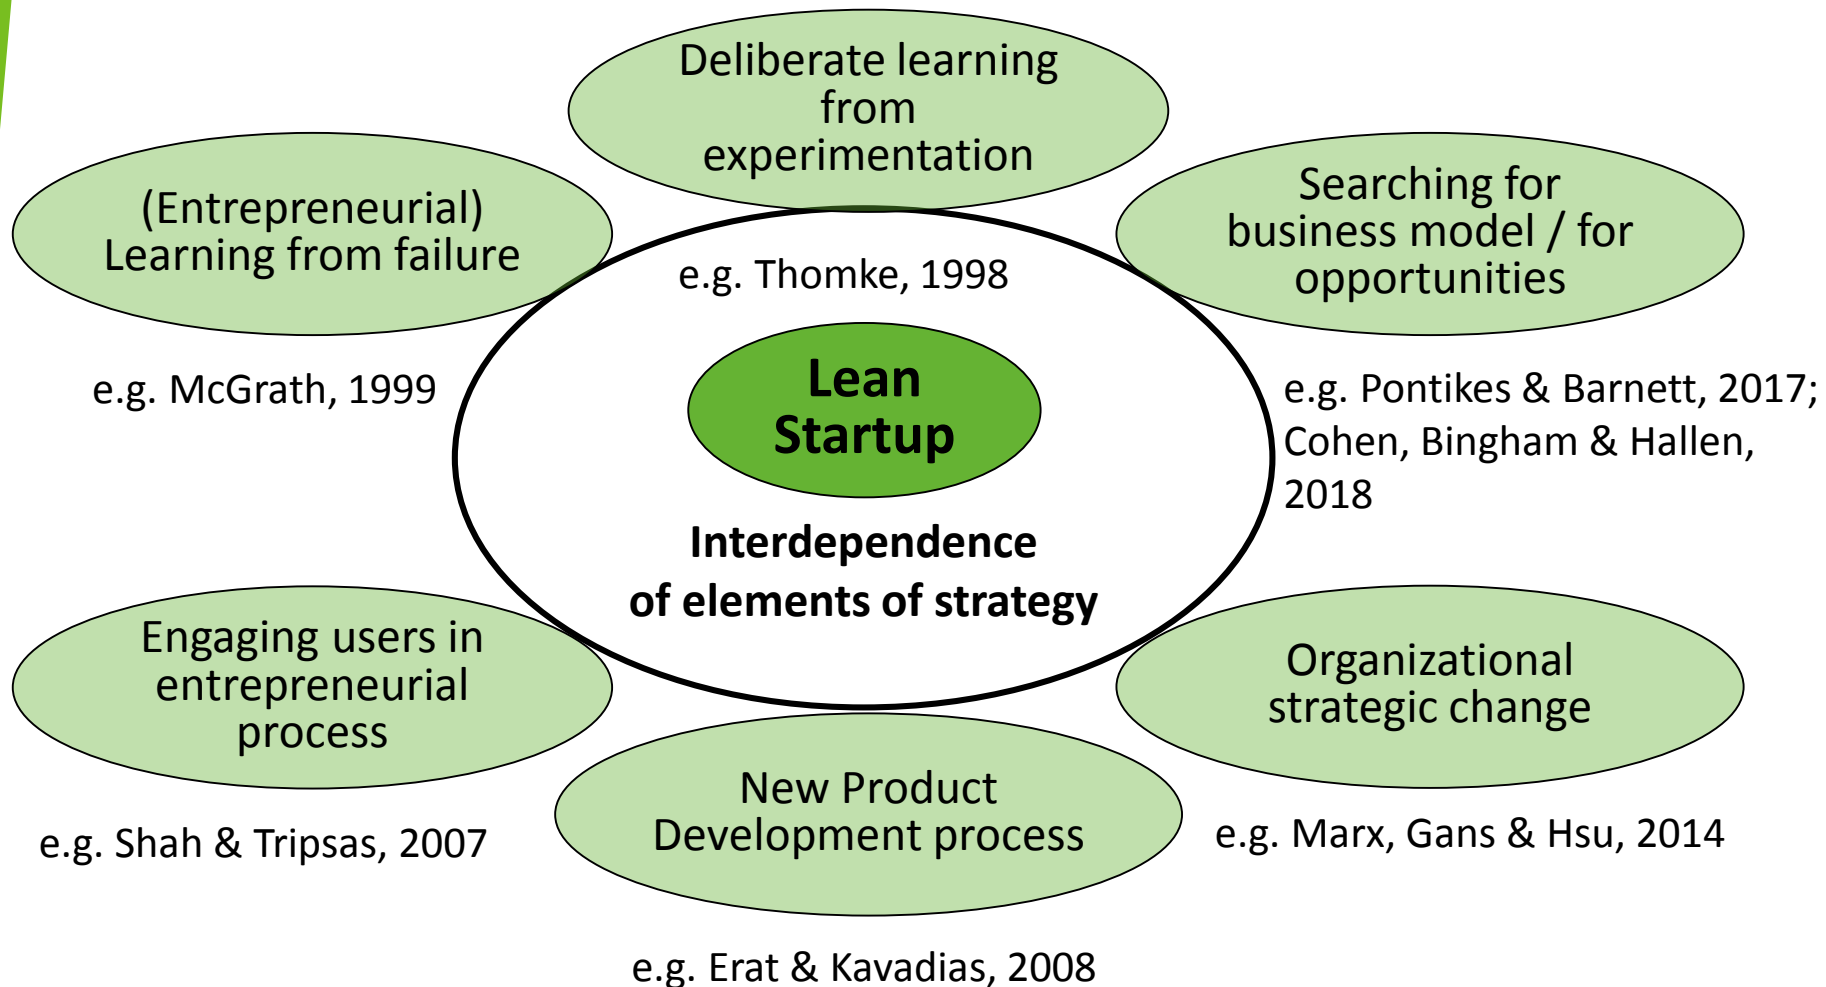 Deliberate learning
from
experimentation
(Entrepreneurial)
Learning from failure
Searching for
business model / for
opportunities
e.g. Thomke, 1998
e.g. McGrath, 1999
Lean
Startup
e.g. Pontikes & Barnett, 2017;
Cohen, Bingham & Hallen,
2018
Interdependence
of elements of strategy
Engaging users in
entrepreneurial
process
Organizational
strategic change
New Product
Development process
e.g. Shah & Tripsas, 2007
e.g. Marx, Gans & Hsu, 2014
e.g. Erat & Kavadias, 2008